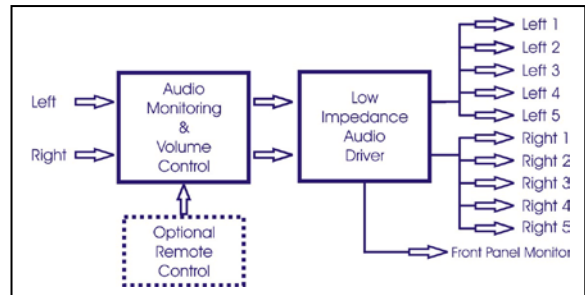 Left
Right
Audio
Monitoring
&
Volume
Control
Optional
Remote
Control
Low
Impedance
Audio
Driver
Left 1
Left 2
Left 3
Left 4
Left 5
Right 1
Right 2
Right 3
Right 4
Right 5
Front Panel Monitor